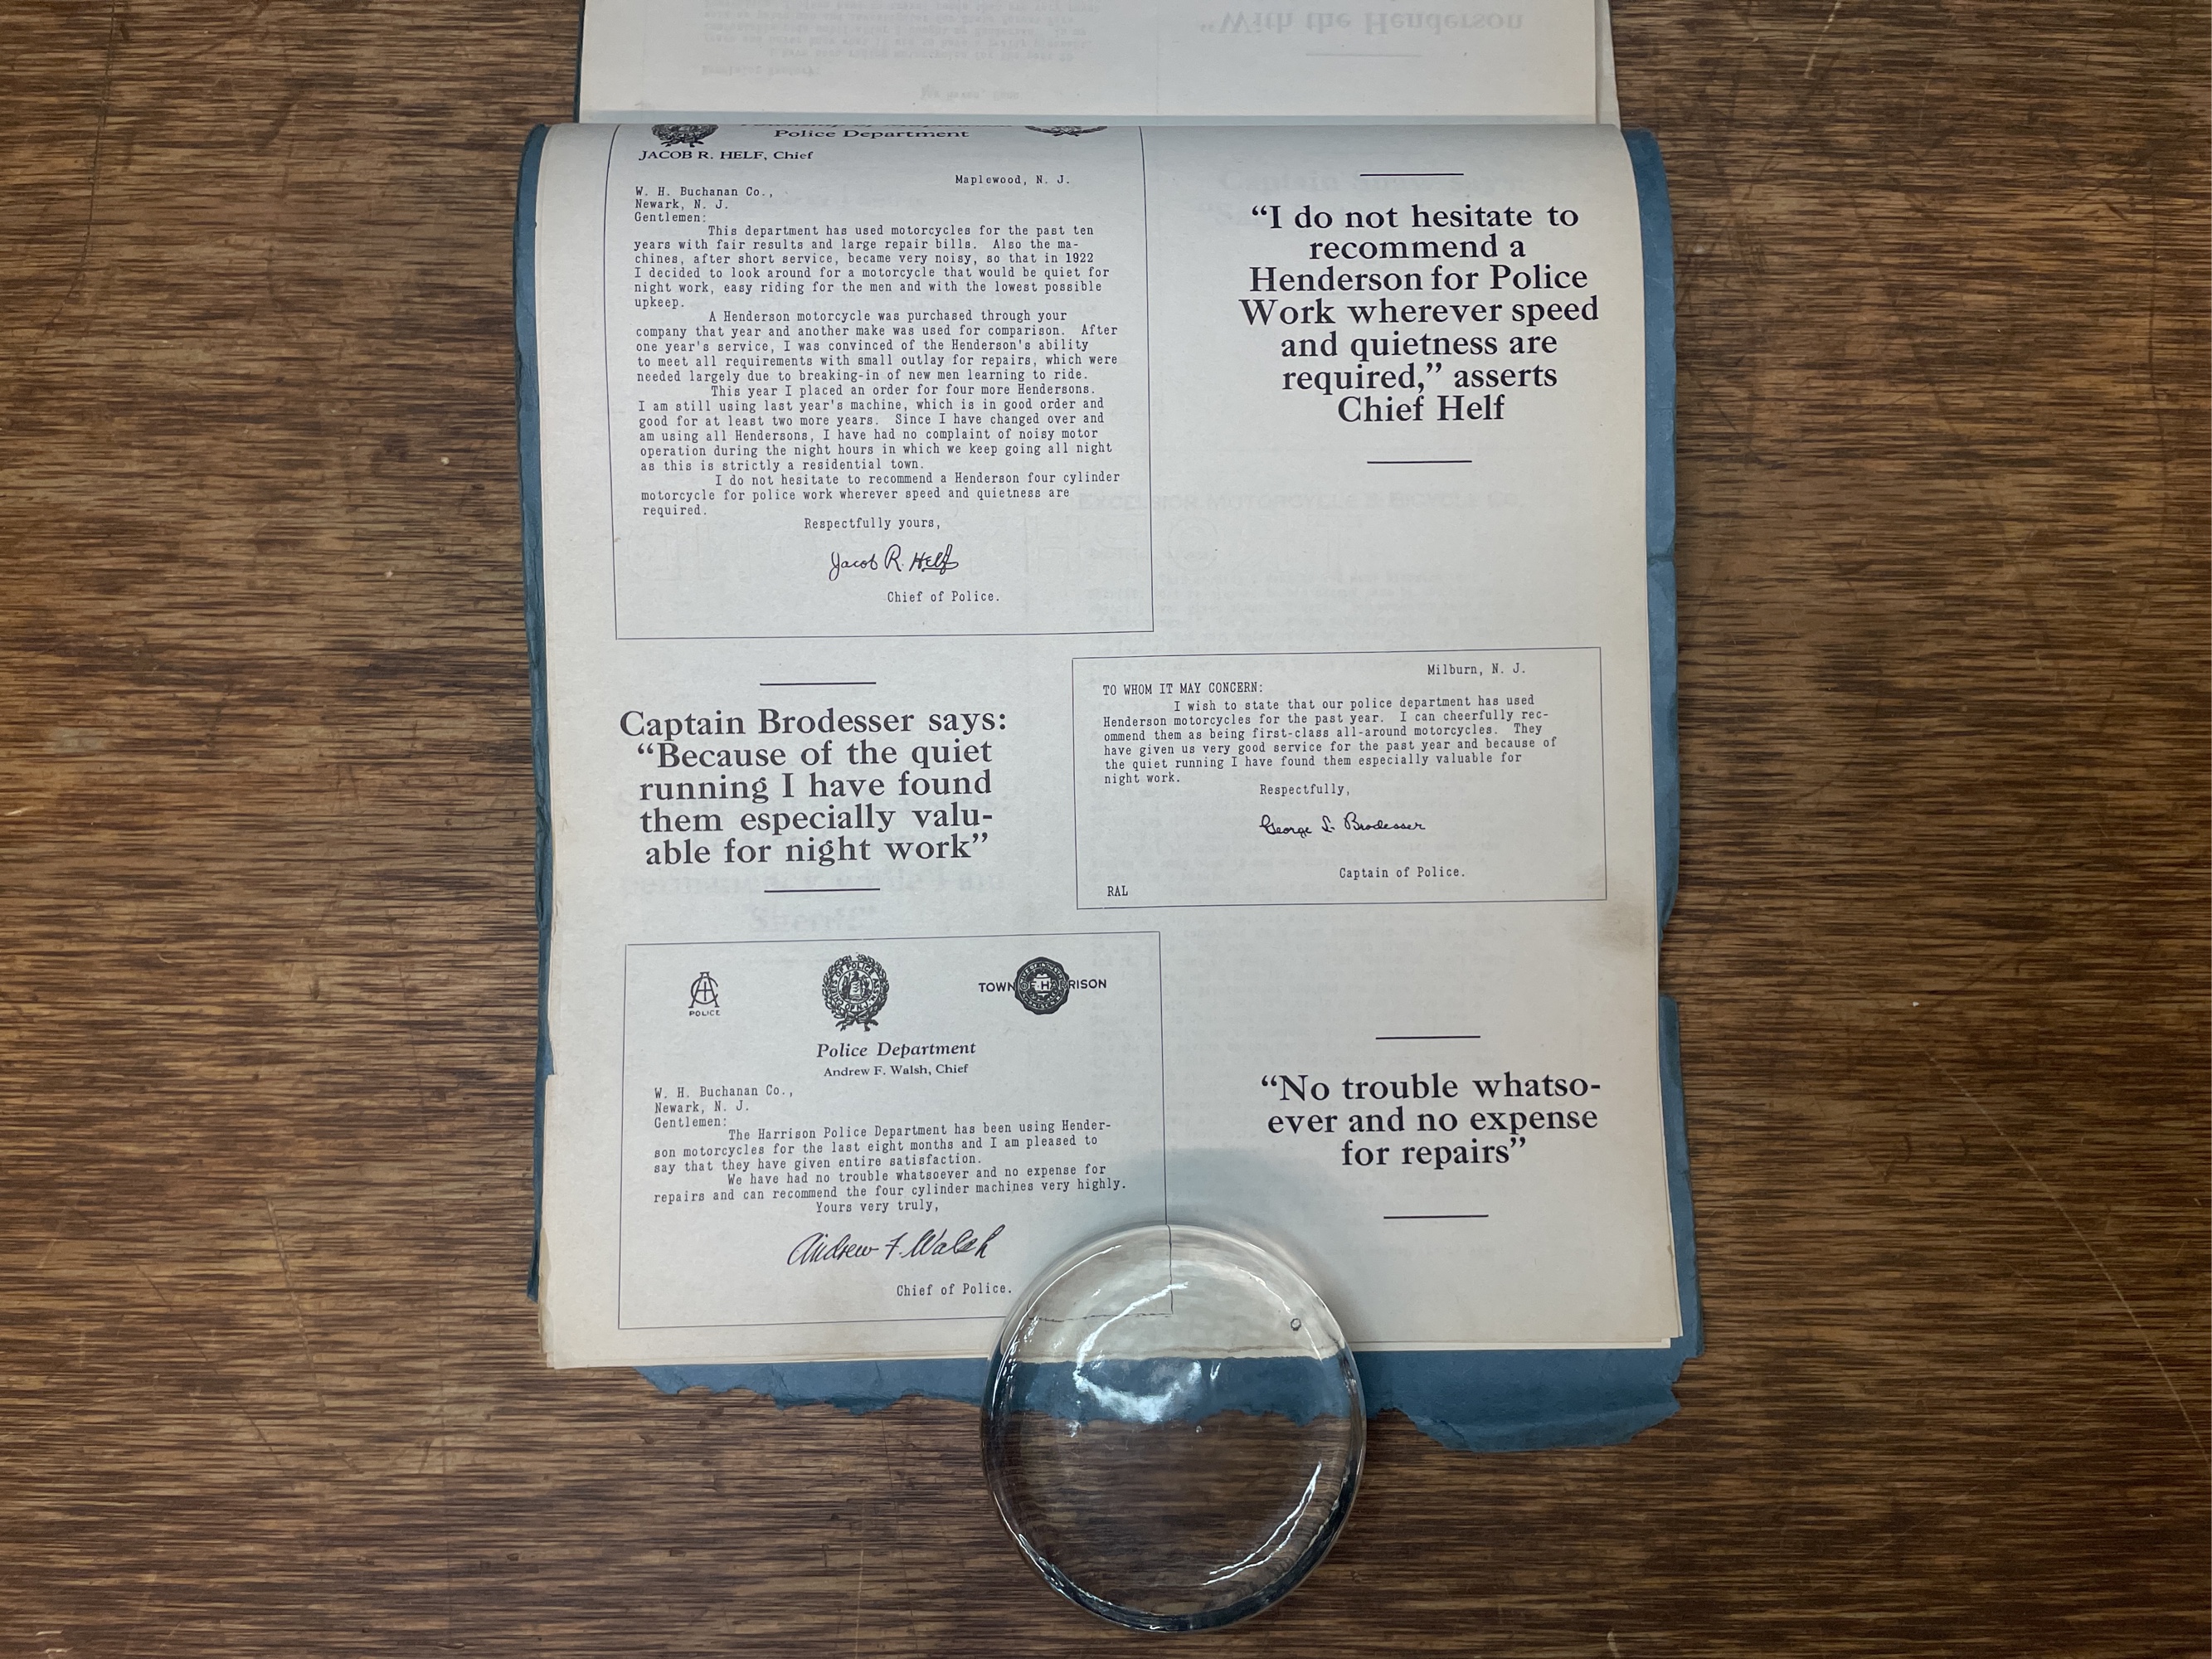 "With the Henderson
Police Department
JACOB R. HELF, Chief
Maplewood, N. J.
W. H. Buchanan Co.,
Newark, N. J.
Gentlemen:
This department has used motorcycles for the past ten
years with fair results and large repair bills. Also the ma-
chines, after short service, became very noisy, so that in 1922
I decided to look around for a motorcycle that would be quiet for
night work, easy riding for the men and with the lowest possible
upkeep.
A Henderson motorcycle was purchased through your
company that year and another make was used for comparison. After
one year's service, I was convinced of the Henderson's ability
to meet all requirements with small outlay for repairs, which were
needed largely due to breaking-in of new men learning to ride.
This year I placed an order for four more Hendersons.
I am still using last year's machine, which is in good order and
good for at least two more years. Since I have changed over and
am using all Hendersons, I have had no complaint of noisy motor
operation during the night hours in which we keep going all night
as this is strictly a residential town.
I do not hesitate to recommend a Henderson four cylinder
motorcycle for police work wherever speed and quietness are
required.
Respectfully yours,
Jacob R. Helf
Chief of Police.
"I do not hesitate to
recommend a
Henderson for Police
Work wherever speed
and quietness are
required," asserts
Chief Helf
EXCELSIOR MOTORCYCLE & BICYCLE CO.
Captain Brodesser says:
"Because of the quiet
running I have found
them especially valu-
able for night work"
Milburn, N. J.
TO WHOM IT MAY CONCERN:
I wish to state that our police department has used
Henderson motorcycles for the past year. I can cheerfully rec-
ommend them as being first-class all-around motorcycles. They
have given us very good service for the past year and because of
the quiet running I have found them especially valuable for
night work.
Respectfully,
George L. Brodesser
Captain of Police.
RAL
POLICE
TOWN HARRISON
Police Department
Andrew F. Walsh, Chief
W. H. Buchanan Co.,
Newark, N. J.
Gentlemen:
The Harrison Police Department has been using Hender-
son motorcycles for the last eight months and I am pleased to
say that they have given entire satisfaction.
We have had no trouble whatsoever and no expense for
repairs and can recommend the four cylinder machines very highly.
Yours very truly,
Andrew F. Walsh
Chief of Police.
"No trouble whatso-
ever and no expense
for repairs"